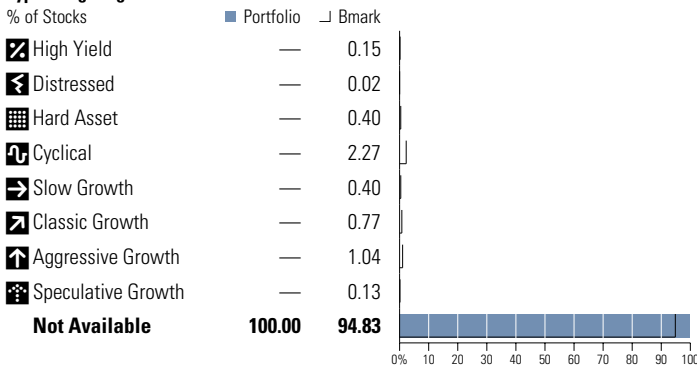 % of Stocks Portfolio Bmark
High Yield — 0.15
Distressed — 0.02
Hard Asset — 0.40
Cyclical — 2.27
Slow Growth — 0.40
Classic Growth — 0.77
Aggressive Growth — 1.04
Speculative Growth — 0.13
Not Available 100.00 94.83
0% 10 20 30 40 50 60 70 80 90 100